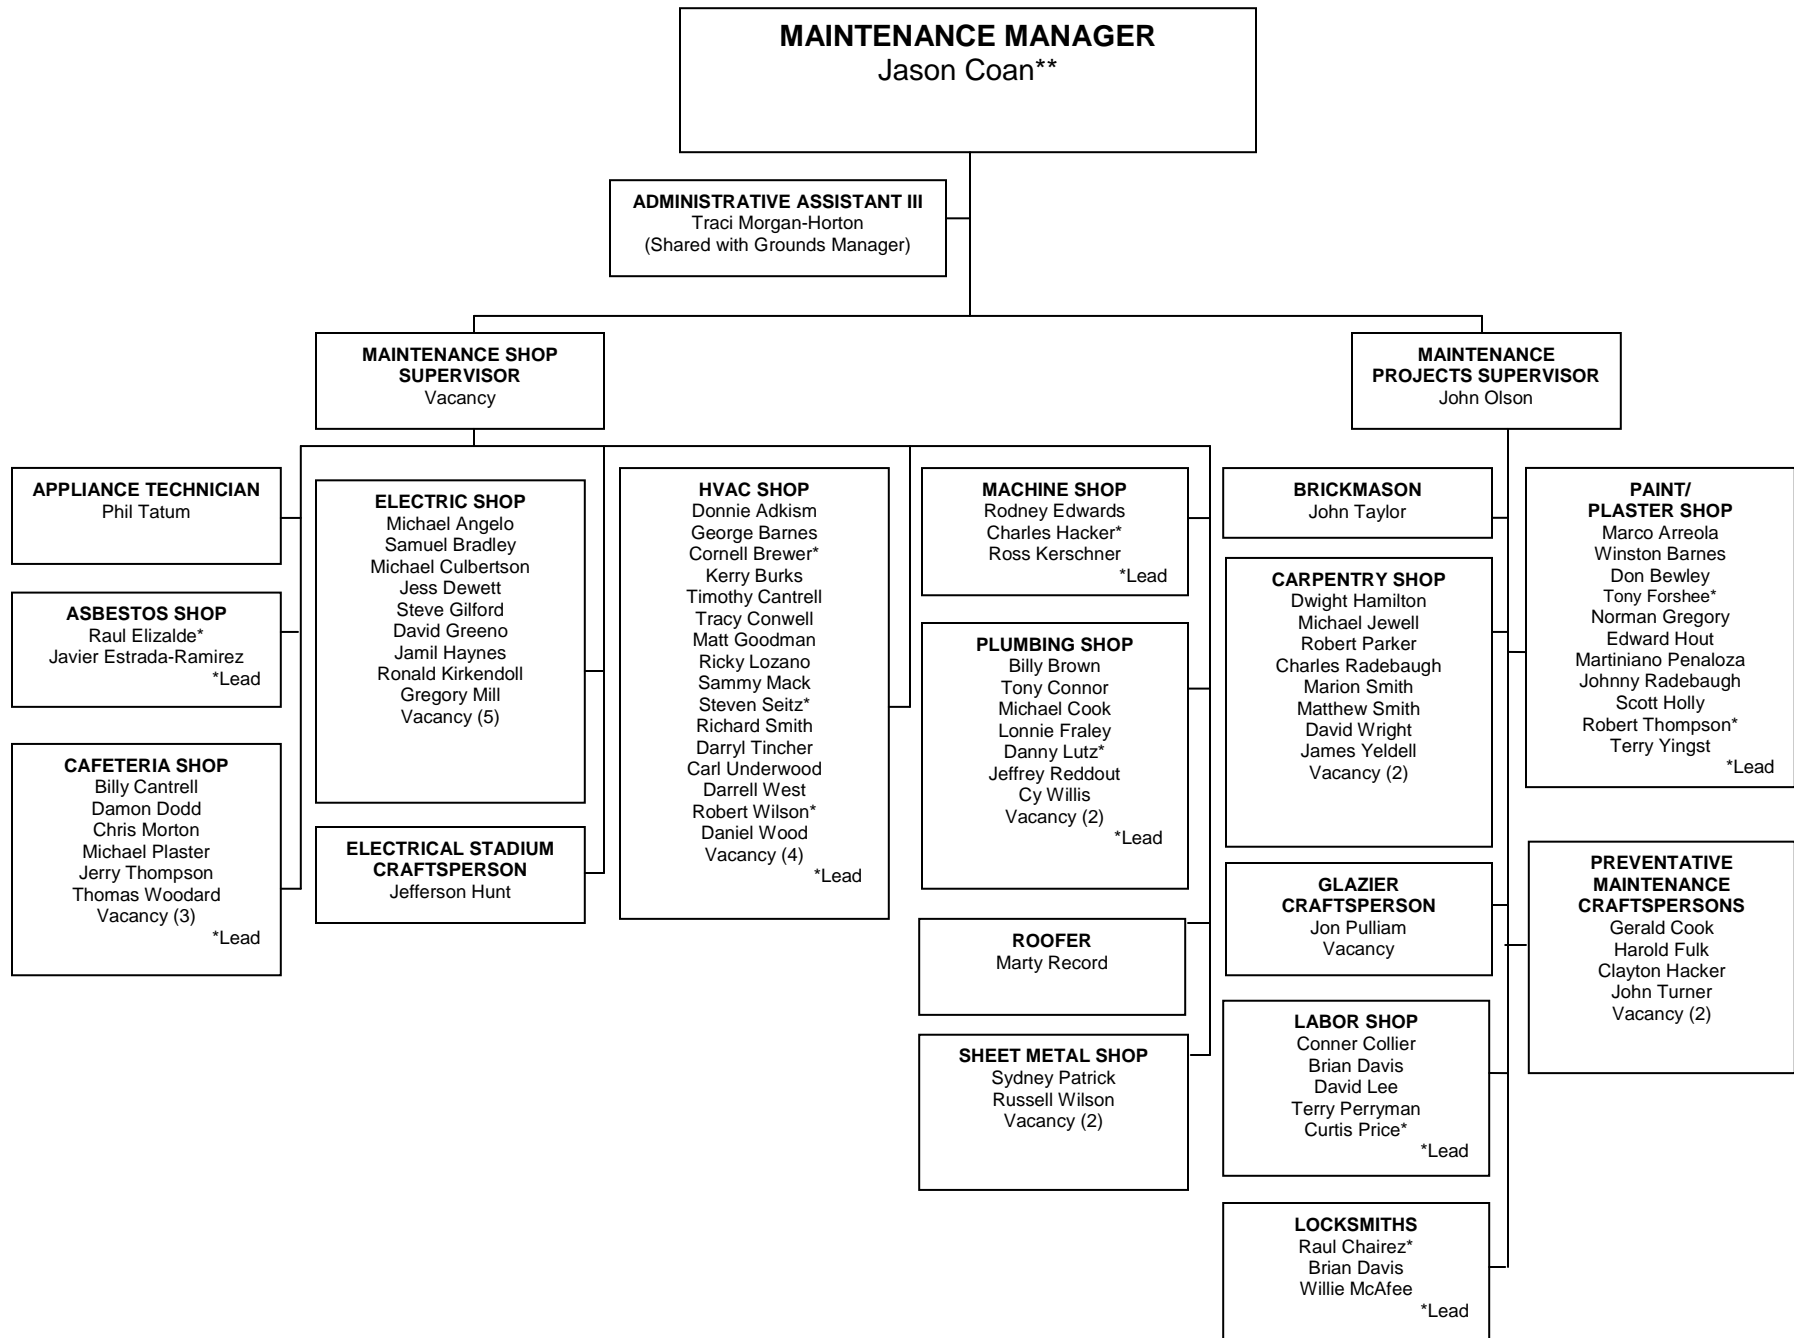 MAINTENANCE MANAGER
Jason Coan**
ADMINISTRATIVE ASSISTANT III
Traci Morgan-Horton
(Shared with Grounds Manager)
MAINTENANCE SHOP
SUPERVISOR
Vacancy
MAINTENANCE
PROJECTS SUPERVISOR
John Olson
APPLIANCE TECHNICIAN
Phil Tatum
ASBESTOS SHOP
Raul Elizalde*
Javier Estrada-Ramirez
*Lead
CAFETERIA SHOP
Billy Cantrell
Damon Dodd
Chris Morton
Michael Plaster
Jerry Thompson
Thomas Woodard
Vacancy (3)
*Lead
ELECTRIC SHOP
Michael Angelo
Samuel Bradley
Michael Culbertson
Jess Dewett
Steve Gilford
David Greeno
Jamil Haynes
Ronald Kirkendoll
Gregory Mill
Vacancy (5)
ELECTRICAL STADIUM
CRAFTSPERSON
Jefferson Hunt
HVAC SHOP
Donnie Adkism
George Barnes
Cornell Brewer*
Kerry Burks
Timothy Cantrell
Tracy Conwell
Matt Goodman
Ricky Lozano
Sammy Mack
Steven Seitz*
Richard Smith
Darryl Tincher
Carl Underwood
Darrell West
Robert Wilson*
Daniel Wood
Vacancy (4)
*Lead
MACHINE SHOP
Rodney Edwards
Charles Hacker*
Ross Kerschner
*Lead
PLUMBING SHOP
Billy Brown
Tony Connor
Michael Cook
Lonnie Fraley
Danny Lutz*
Jeffrey Reddout
Cy Willis
Vacancy (2)
*Lead
ROOFER
Marty Record
SHEET METAL SHOP
Sydney Patrick
Russell Wilson
Vacancy (2)
BRICKMASON
John Taylor
CARPENTRY SHOP
Dwight Hamilton
Michael Jewell
Robert Parker
Charles Radebaugh
Marion Smith
Matthew Smith
David Wright
James Yeldell
Vacancy (2)
GLAZIER
CRAFTSPERSON
Jon Pulliam
Vacancy
LABOR SHOP
Conner Collier
Brian Davis
David Lee
Terry Perryman
Curtis Price*
*Lead
LOCKSMITHS
Raul Chairez*
Brian Davis
Willie McAfee
*Lead
PAINT/
PLASTER SHOP
Marco Arreola
Winston Barnes
Don Bewley
Tony Forshee*
Norman Gregory
Edward Hout
Martiniano Penaloza
Johnny Radebaugh
Scott Holly
Robert Thompson*
Terry Yingst
*Lead
PREVENTATIVE
MAINTENANCE
CRAFTSPERSONS
Gerald Cook
Harold Fulk
Clayton Hacker
John Turner
Vacancy (2)